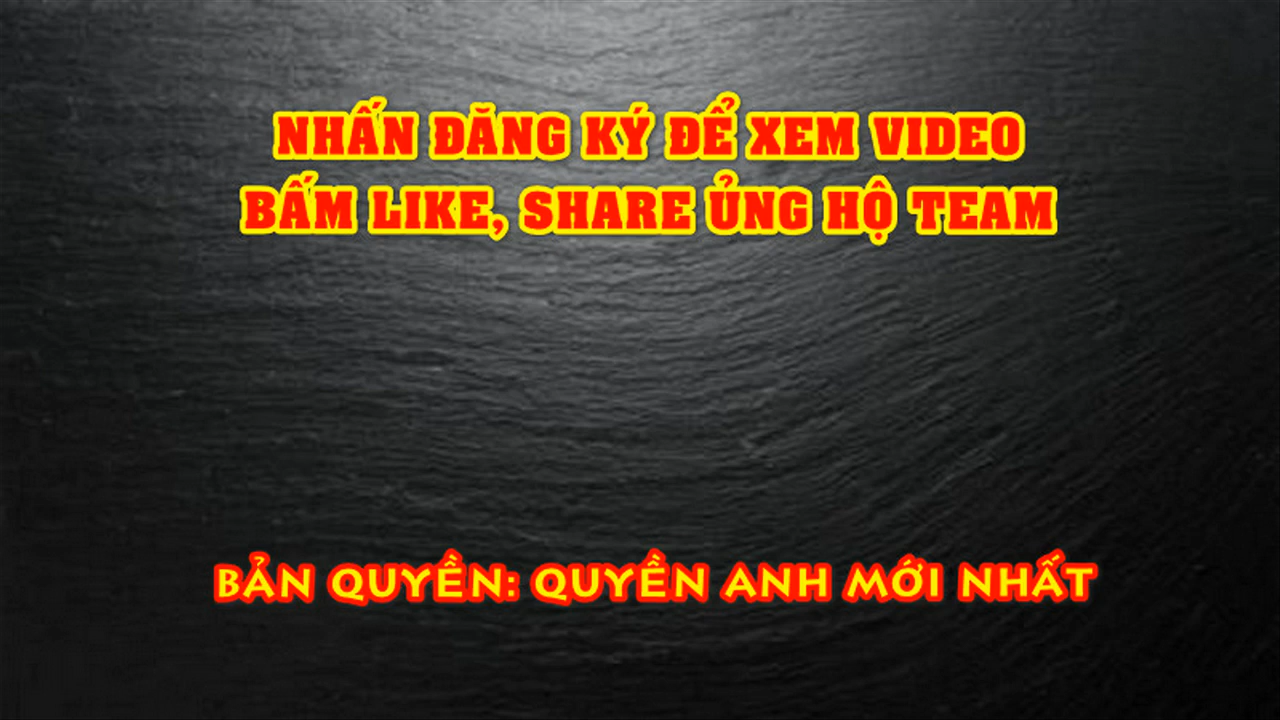 NHẤN ĐĂNG KÝ ĐỂ XEM VIDEO
BẤM LIKE, SHARE ỦNG HỘ TEAM
BẢN QUYỀN: QUYỀN ANH MỚI NHẤT